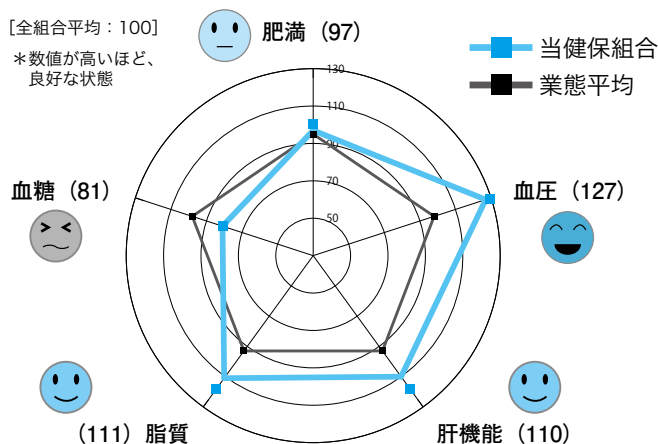 [全組合平均：100]
＊数値が高いほど、
良好な状態
肥満（97）
当健保組合
業態平均
130
110
90
70
50
血糖（81）
血圧（127）
（111）脂質
肝機能（110）